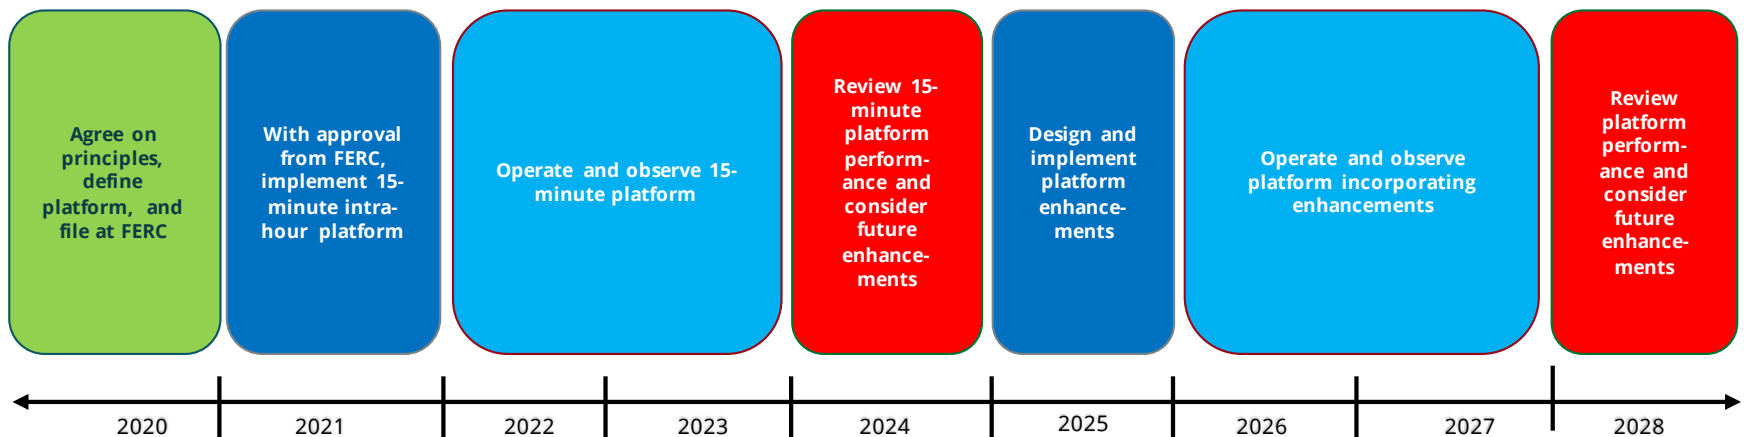 Agree on
principles,
define
platform, and
file at FERC
With approval
from FERC,
implement 15-
minute intra-
hour platform
Operate and observe 15-
minute platform
Review 15-
minute
platform
perform-
ance and
consider
future
enhance-
ments
Design and
implement
platform
enhance-
ments
Operate and observe
platform incorporating
enhancements
Review
platform
perform-
ance and
consider
future
enhance-
ments
2020
2021
2022
2023
2024
2025
2026
2027
2028